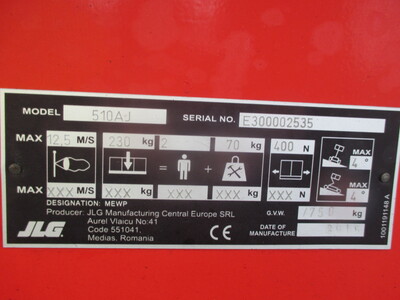 MODEL 510AJ SERIAL NO. E300002535
MAX 12,5 M/S 230 kg = 2 + 70 kg 400 N MAX 4°
MAX XXX M/S XXX kg = XXX + XXX kg XXX N MAX 4°
DESIGNATION: MEWP
Producer: JLG Manufacturing Central Europe SRL
Aurel Vlaicu No:41
Code 551041.
Medias. Romania
JLG
CE
G.V.W. kg
DATE OF MANUFACTURE
1001191148 A